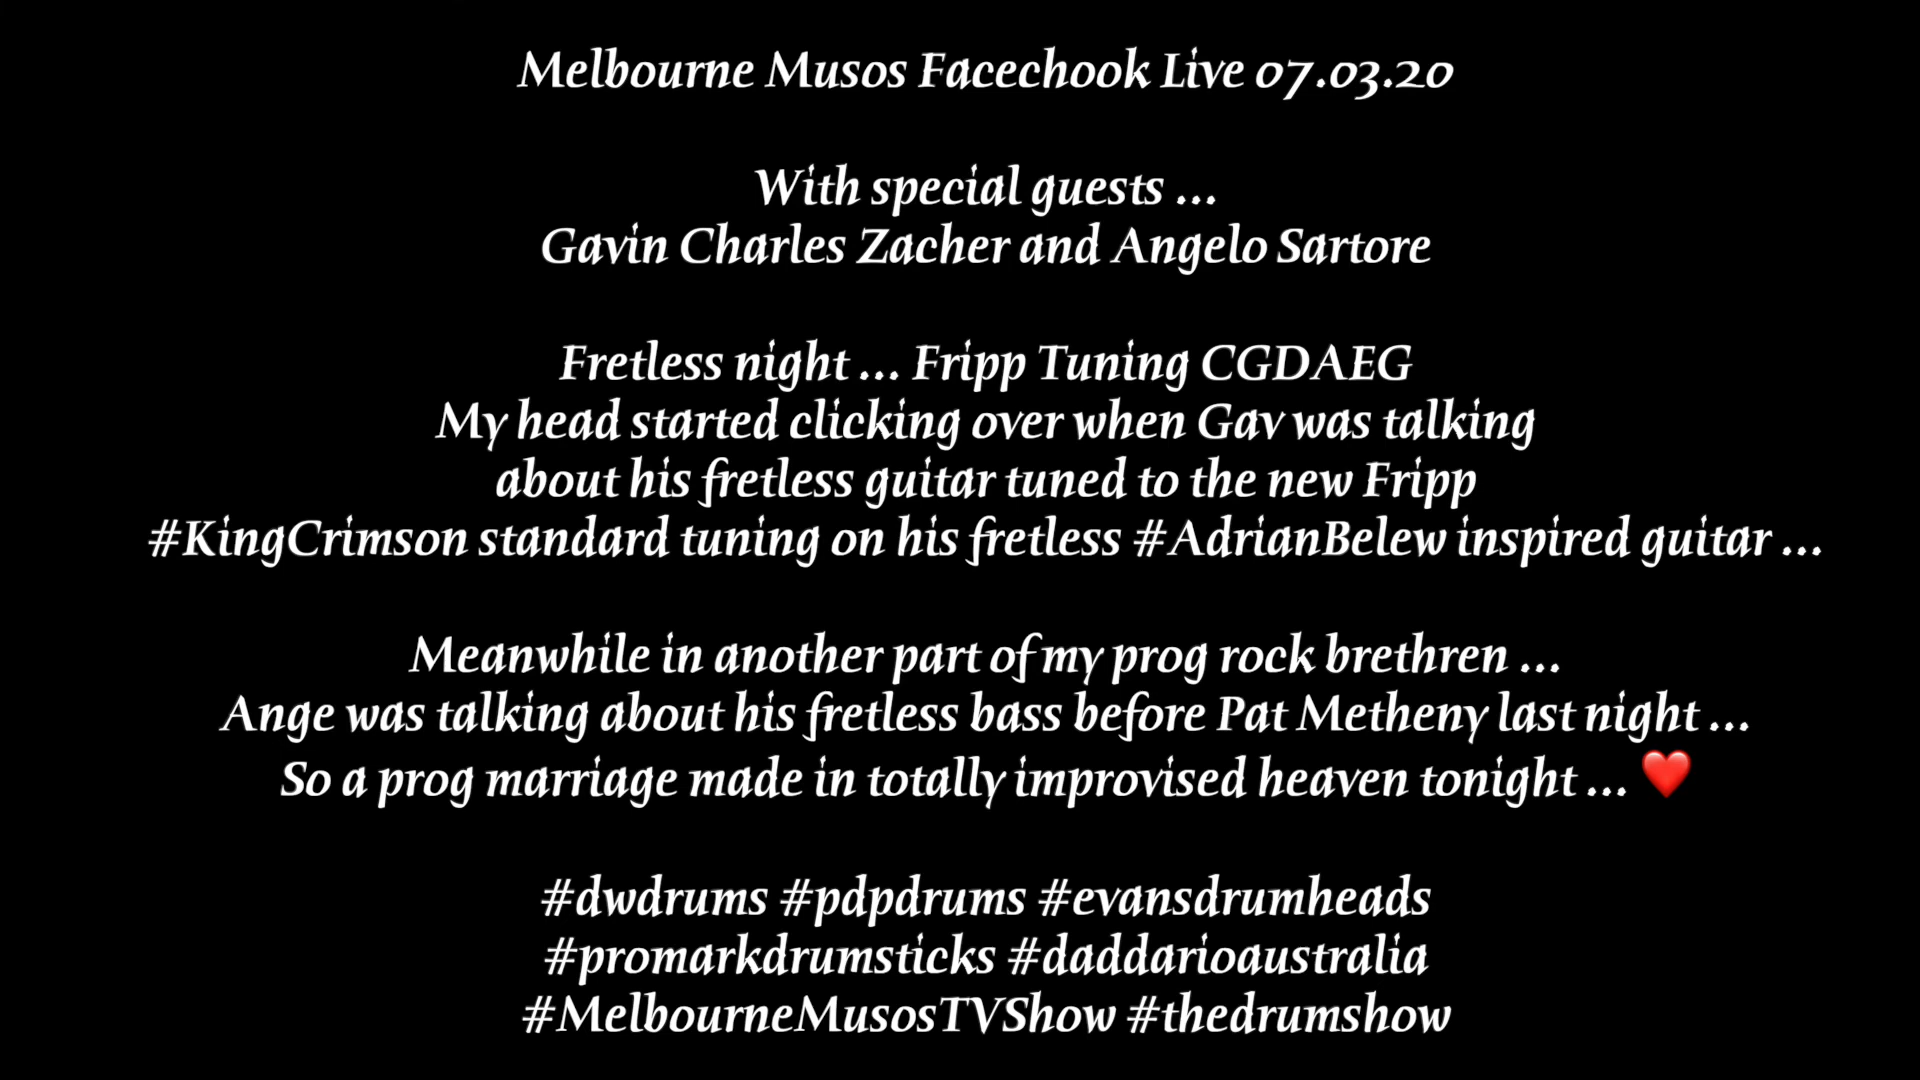 Melbourne Musos Facechook Live 07.03.20
With special guests ...
Gavin Charles Zacher and Angelo Sartore
Fretless night ... Fripp Tuning CGDAEG
My head started clicking over when Gav was talking
about his fretless guitar tuned to the new Fripp
#KingCrimson standard tuning on his fretless #AdrianBelew inspired guitar ...
Meanwhile in another part of my prog rock brethren ...
Ange was talking about his fretless bass before Pat Metheny last night ...
So a prog marriage made in totally improvised heaven tonight ... ❤️
#dwdrums #pdpdrums #evansdrumheads
#promarkdrumsticks #daddarioaustralia
#MelbourneMusosTVShow #thedrumshow